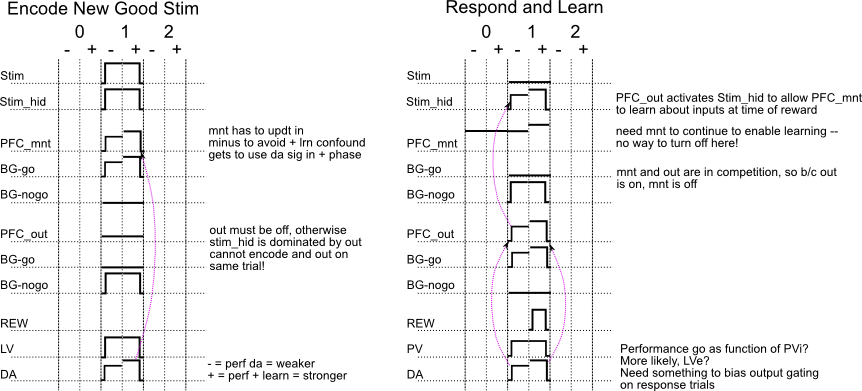 Encode New Good Stim
0 1 2
- + - + - +
Stim
Stim_hid
PFC_mnt
BG-go
BG-nogo
PFC_out
BG-go
BG-nogo
REW
LV
DA
mnt has to updt in
minus to avoid + lrn confound
gets to use da sig in + phase
out must be off, otherwise
stim_hid is dominated by out
cannot encode and out on
same trial!
- = perf da = weaker
+ = perf + learn = stronger
Respond and Learn
0 1 2
- + - + - +
Stim
Stim_hid
PFC_mnt
BG-go
BG-nogo
PFC_out
BG-go
BG-nogo
REW
PV
DA
PFC_out activates Stim_hid to allow PFC_mnt
to learn about inputs at time of reward
need mnt to continue to enable learning --
no way to turn off here!
mnt and out are in competition, so b/c out
is on, mnt is off
Performance go as function of PVi?
More likely, LVe?
Need something to bias output gating
on response trials